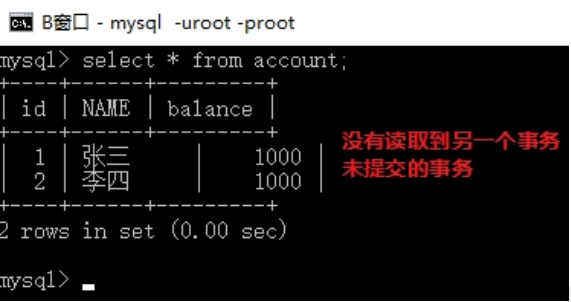 B窗口 - mysql  -uroot -proot
mysql> select * from account;
+----+------+---------+
| id | NAME | balance |
+----+------+---------+
|  1 | 张三      |    1000 |
|  2 | 李四      |    1000 |
+----+------+---------+
2 rows in set (0.00 sec)
没有读取到另一个事务
未提交的事务
mysql>